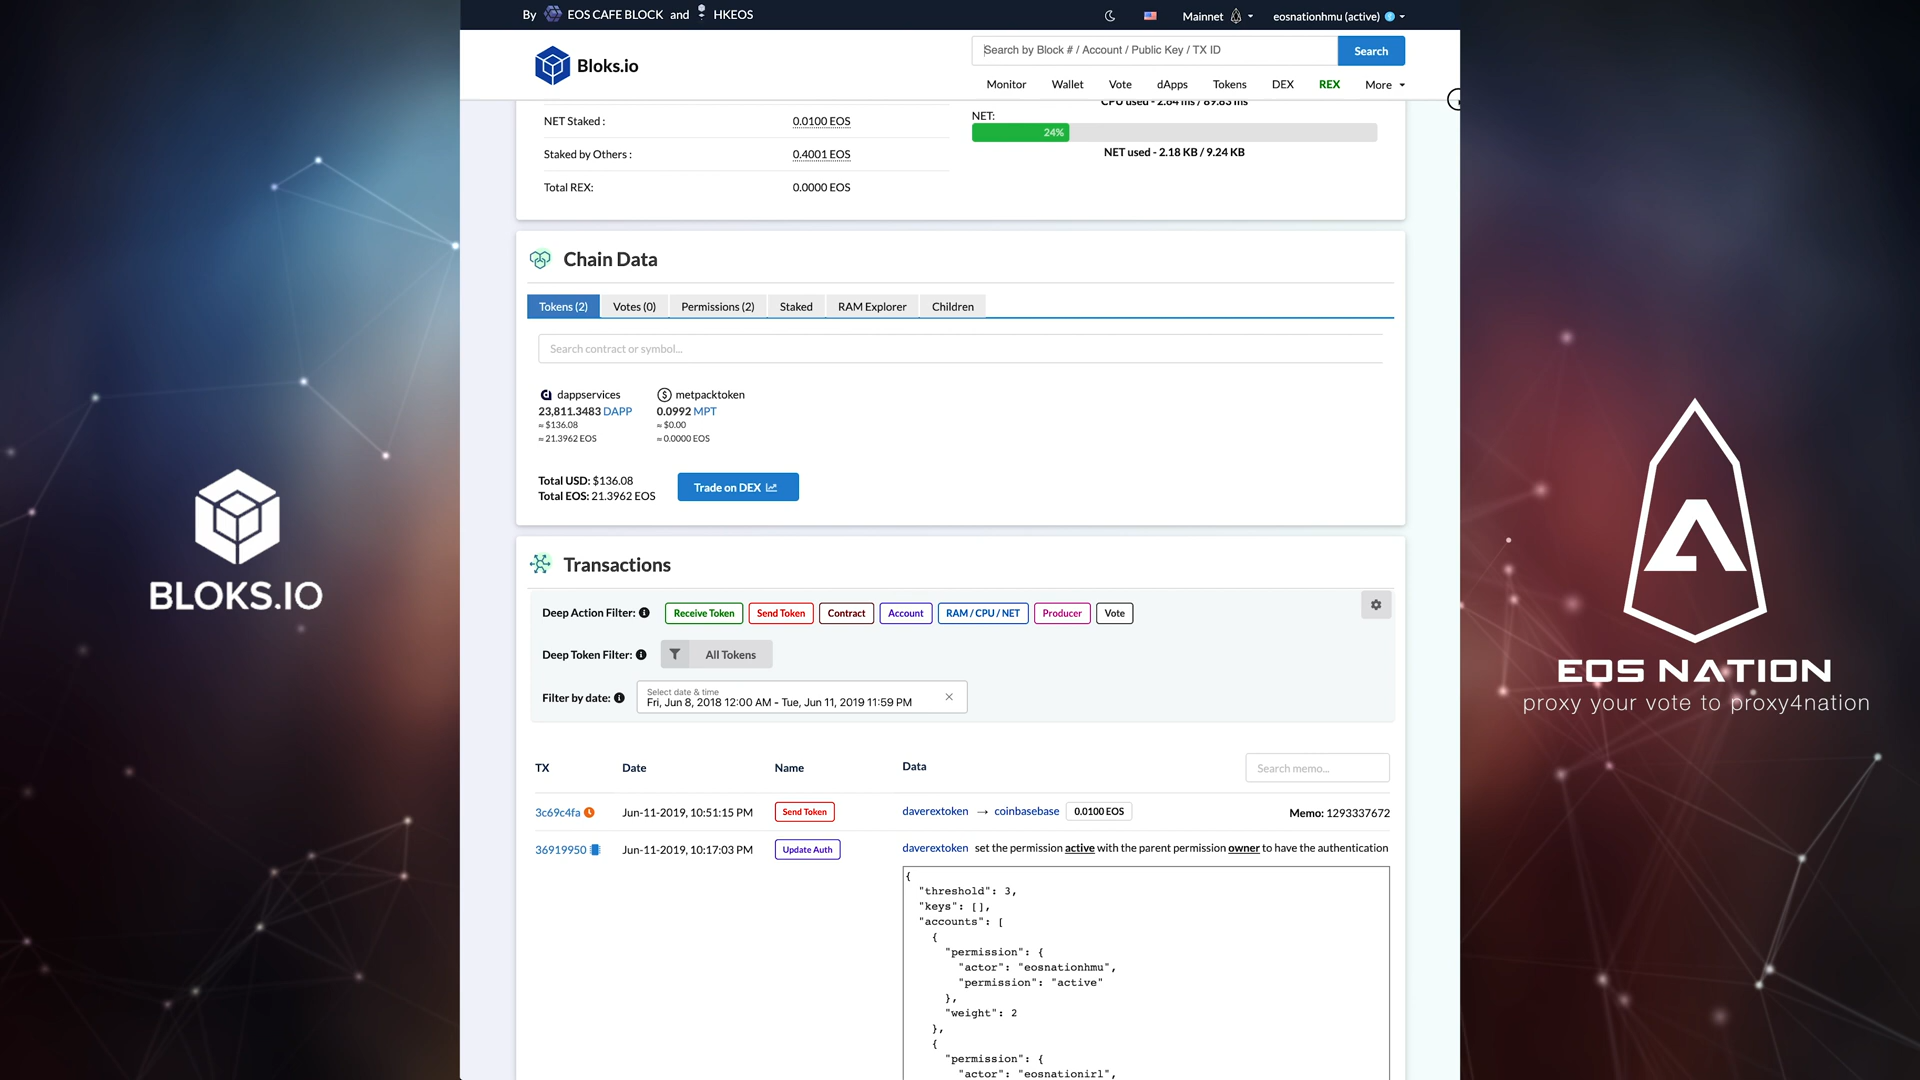 By EOS CAFE BLOCK and HKEOS
Mainnet
eosnationhmu (active)
Bloks.io
Search by Block # / Account / Public Key / TX ID
Search
Monitor Wallet Vote dApps Tokens DEX REX More
CPU used - 2.64 ms / 89.83 ms
NET Staked : 0.0100 EOS
NET:
24%
Staked by Others : 0.4001 EOS
NET used - 2.18 KB / 9.24 KB
Total REX: 0.0000 EOS
Chain Data
Tokens (2) Votes (0) Permissions (2) Staked RAM Explorer Children
Search contract or symbol...
dappservices
23,811.3483 DAPP
≈ $136.08
≈ 21.3962 EOS
metpacktoken
0.0992 MPT
≈ $0.00
≈ 0.0000 EOS
Total USD: $136.08
Total EOS: 21.3962 EOS
Trade on DEX
Transactions
Deep Action Filter: Receive Token Send Token Contract Account RAM / CPU / NET Producer Vote
Deep Token Filter: All Tokens
Filter by date:
Select date & time
Fri, Jun 8, 2018 12:00 AM - Tue, Jun 11, 2019 11:59 PM
TX Date Name Data
Search memo...
3c69c4fa Jun-11-2019, 10:51:15 PM Send Token daverextoken → coinbasebase 0.0100 EOS Memo: 1293337672
36919950 Jun-11-2019, 10:17:03 PM Update Auth daverextoken set the permission active with the parent permission owner to have the authentication
{
"threshold": 3,
"keys": [],
"accounts": [
{
"permission": {
"actor": "eosnationhmu",
"permission": "active"
},
"weight": 2
},
{
"permission": {
"actor": "eosnationirl",
BLOKS.IO
EOS NATION
proxy your vote to proxy4nation